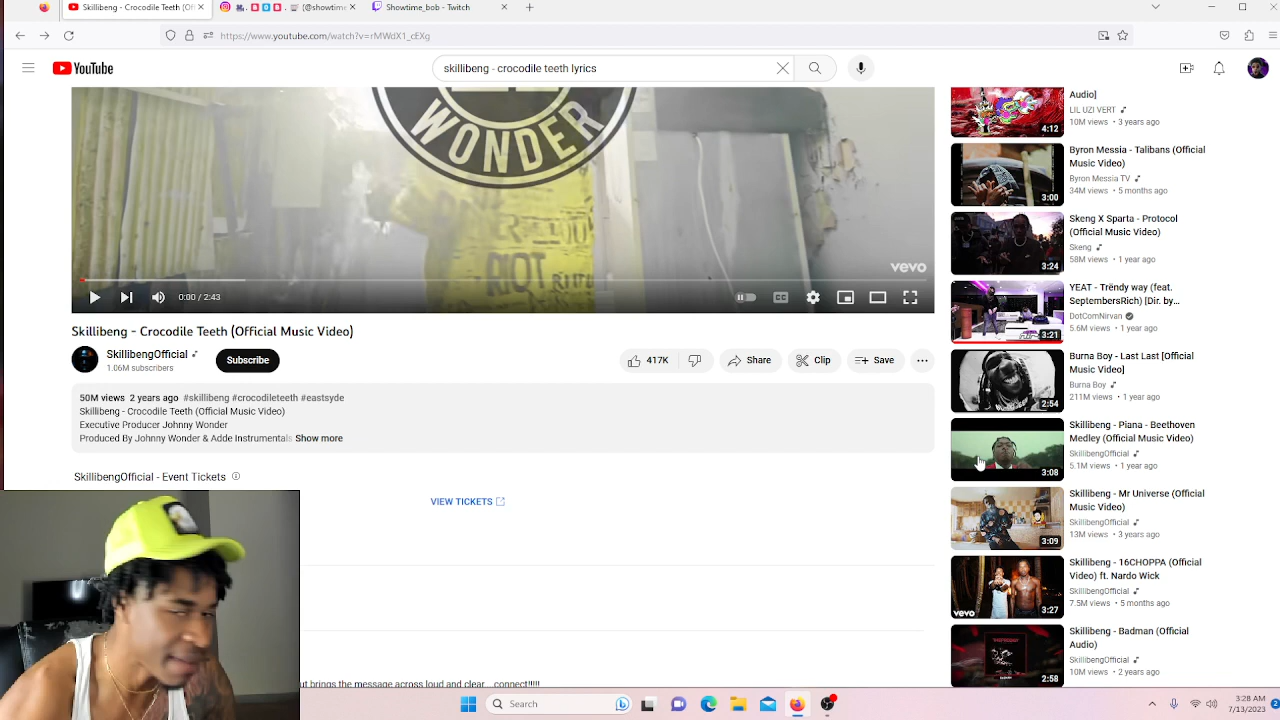 Skillibeng - Crocodile Teeth (Of
(@showtime
Showtime_bob - Twitch
https://www.youtube.com/watch?v=rMWdX1_cEXg
YouTube
skillibeng - crocodile teeth lyrics
WONDER
RIOT
vevo
0:00 / 2:43
CC
Skillibeng - Crocodile Teeth (Official Music Video)
SkillibengOfficial
1.06M subscribers
Subscribe
417K
Share
Clip
Save
50M views 2 years ago #skillibeng #crocodileteeth #eastsyde
Skillibeng - Crocodile Teeth (Official Music Video)
Executive Producer Johnny Wonder
Produced By Johnny Wonder & Adde Instrumentals Show more
SkillibengOfficial - Event Tickets
VIEW TICKETS
the message across loud and clear, connect!!!!!
Audio]
LIL UZI VERT
10M views • 3 years ago
4:12
Byron Messia - Talibans (Official
Music Video)
Byron Messia TV
34M views • 5 months ago
3:00
Skeng X Sparta - Protocol
(Official Music Video)
Skeng
58M views • 1 year ago
3:24
YEAT - Trëndy way (feat.
SeptembersRich) [Dir. by...
DotComNirvan
5.6M views • 1 year ago
3:21
Burna Boy - Last Last [Official
Music Video]
Burna Boy
211M views • 1 year ago
2:54
Skillibeng - Piana - Beethoven
Medley (Official Music Video)
SkillibengOfficial
5.1M views • 1 year ago
3:08
Skillibeng - Mr Universe (Official
Music Video)
SkillibengOfficial
13M views • 3 years ago
3:09
Skillibeng - 16CHOPPA (Official
Video) ft. Nardo Wick
SkillibengOfficial
7.5M views • 5 months ago
vevo
3:27
Skillibeng - Badman (Official
Audio)
SkillibengOfficial
10M views • 2 years ago
2:58
Search
3:28 AM
7/13/2023
2